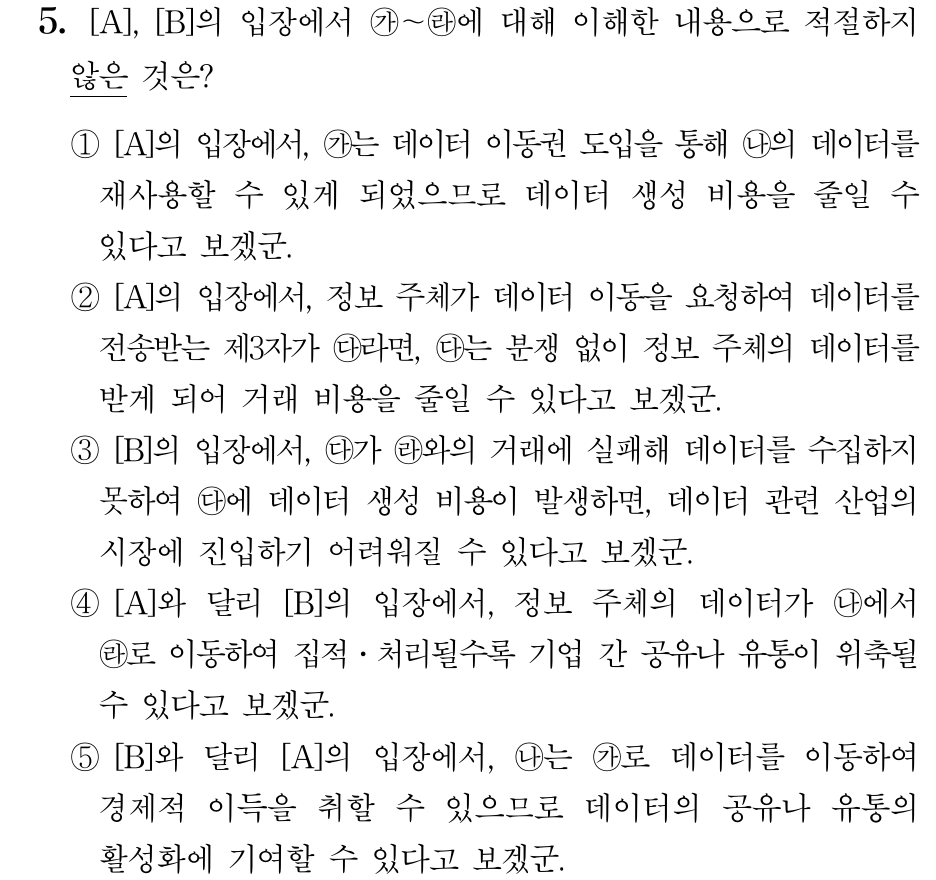 5. [A], [B]의 입장에서 ㉮~㉱에 대해 이해한 내용으로 적절하지
않은 것은?
① [A]의 입장에서, ㉮는 데이터 이동권 도입을 통해 ㉯의 데이터를
재사용할 수 있게 되었으므로 데이터 생성 비용을 줄일 수
있다고 보겠군.
② [A]의 입장에서, 정보 주체가 데이터 이동을 요청하여 데이터를
전송받는 제3자가 ㉰라면, ㉰는 분쟁 없이 정보 주체의 데이터를
받게 되어 거래 비용을 줄일 수 있다고 보겠군.
③ [B]의 입장에서, ㉰가 ㉱와의 거래에 실패해 데이터를 수집하지
못하여 ㉰에 데이터 생성 비용이 발생하면, 데이터 관련 산업의
시장에 진입하기 어려워질 수 있다고 보겠군.
④ [A]와 달리 [B]의 입장에서, 정보 주체의 데이터가 ㉯에서
㉱로 이동하여 집적·처리될수록 기업 간 공유나 유통이 위축될
수 있다고 보겠군.
⑤ [B]와 달리 [A]의 입장에서, ㉯는 ㉮로 데이터를 이동하여
경제적 이득을 취할 수 있으므로 데이터의 공유나 유통의
활성화에 기여할 수 있다고 보겠군.